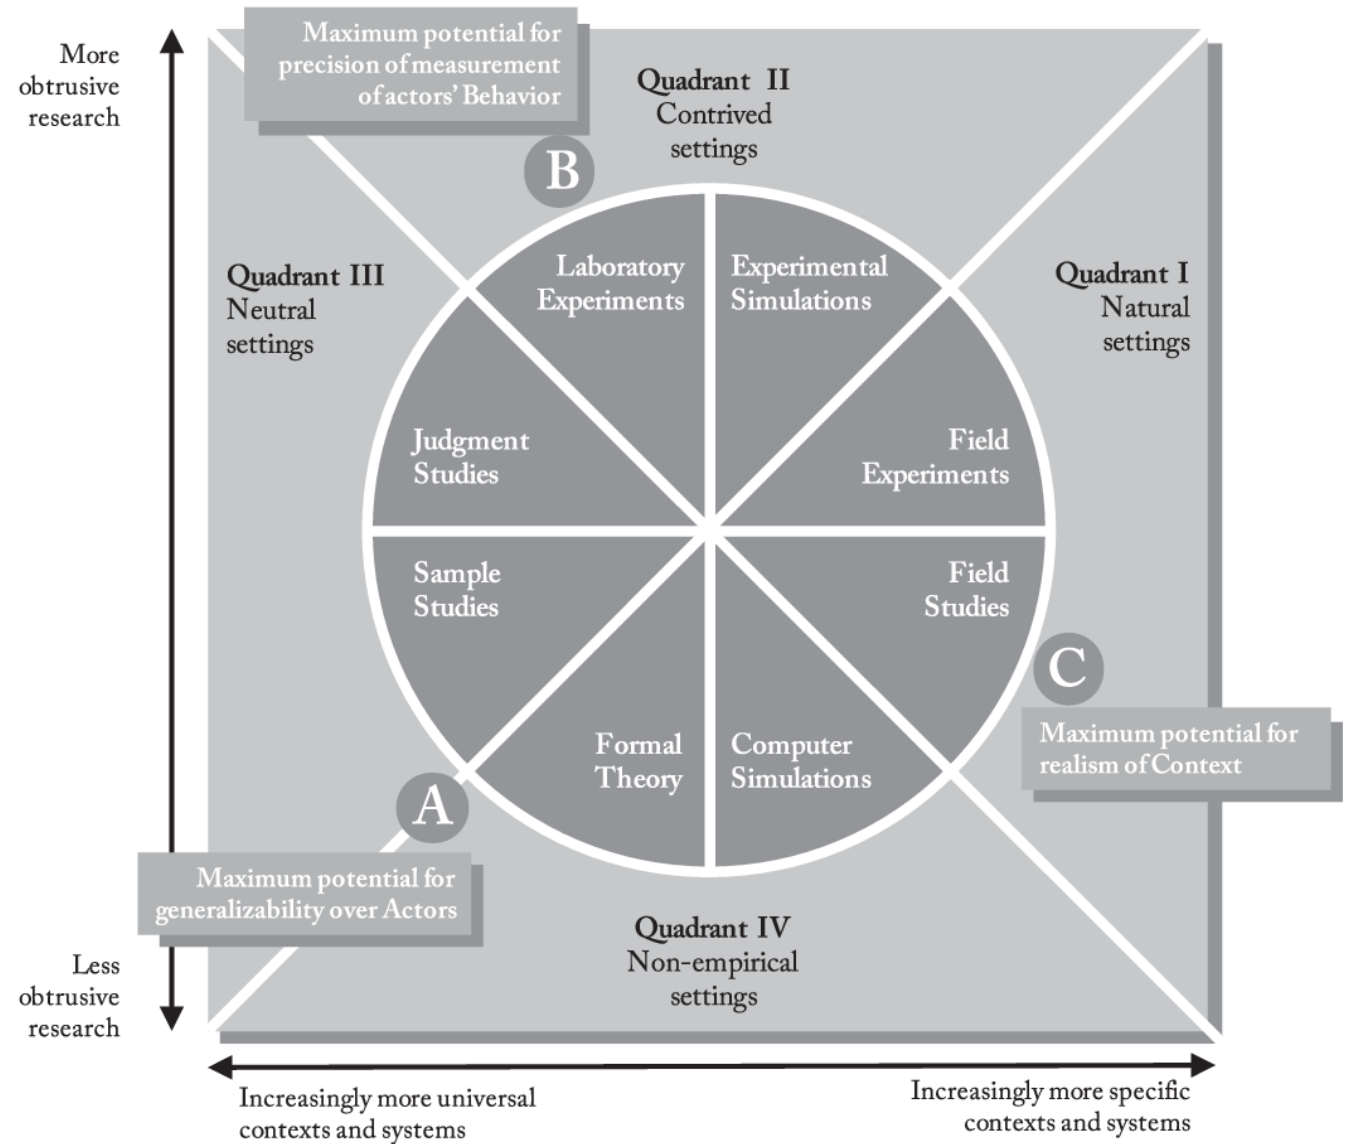 More
obtrusive
research
Maximum potential for
precision of measurement
of actors' Behavior
B
Quadrant II
Contrived
settings
Quadrant III
Neutral
settings
Quadrant I
Natural
settings
Laboratory
Experiments
Experimental
Simulations
Judgment
Studies
Field
Experiments
Sample
Studies
Field
Studies
C
Maximum potential for
realism of Context
Formal
Theory
Computer
Simulations
A
Maximum potential for
generalizability over Actors
Quadrant IV
Non-empirical
settings
Less
obtrusive
research
Increasingly more universal
contexts and systems
Increasingly more specific
contexts and systems